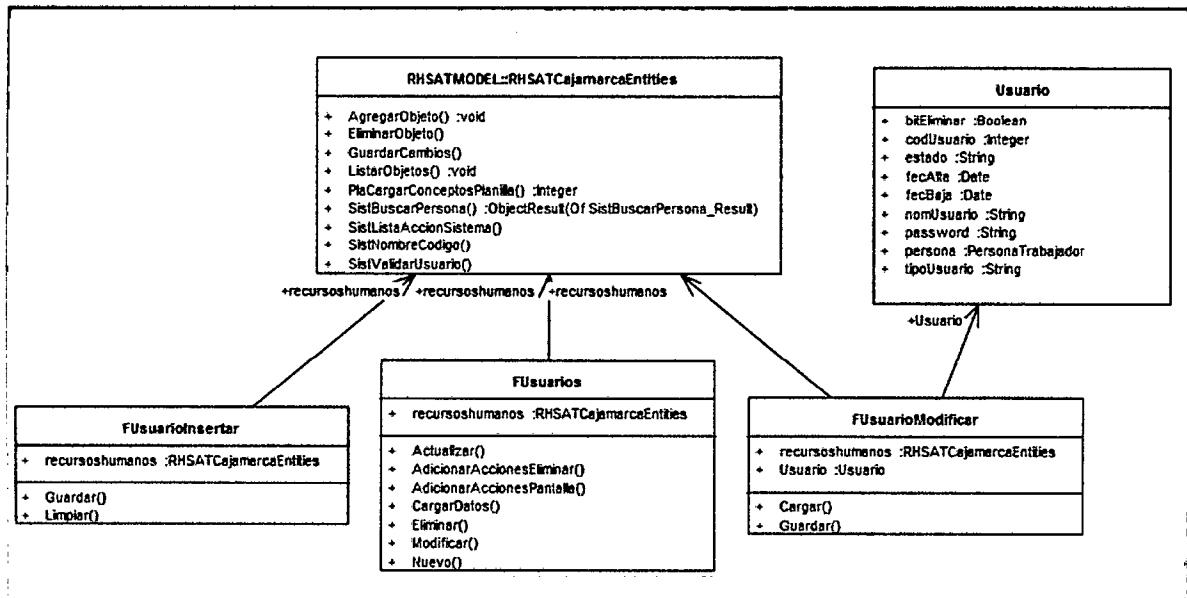 RHSATMODEL::RHSATCajamarcaEntities
+ AgregarObjeto() :void
+ EliminarObjeto()
+ GuardarCambios()
+ ListarObjetos() :void
+ PlaCargarConceptosPlanilla() :Integer
+ SistBuscarPersona() :ObjectResult(Of SistBuscarPersona_Result)
+ SistListaAccionSistema()
+ SistNombreCodigo()
+ SistValidarUsuario()
Usuario
+ bitEliminar :Boolean
+ codUsuario :Integer
+ estado :String
+ fecAlta :Date
+ fecBaja :Date
+ nomUsuario :String
+ password :String
+ persona :PersonaTrabajador
+ tipoUsuario :String
+recursoshumanos +recursoshumanos +recursoshumanos
+Usuario
FUsuarioInsertar
+ recursoshumanos :RHSATCajamarcaEntities
+ Guardar()
+ Limpiar()
FUsuarios
+ recursoshumanos :RHSATCajamarcaEntities
+ Actualizar()
+ AdicionarAccionesEliminar()
+ AdicionarAccionesPantalla()
+ CargarDatos()
+ Eliminar()
+ Modificar()
+ Nuevo()
FUsuarioModificar
+ recursoshumanos :RHSATCajamarcaEntities
+ Usuario :Usuario
+ Cargar()
+ Guardar()